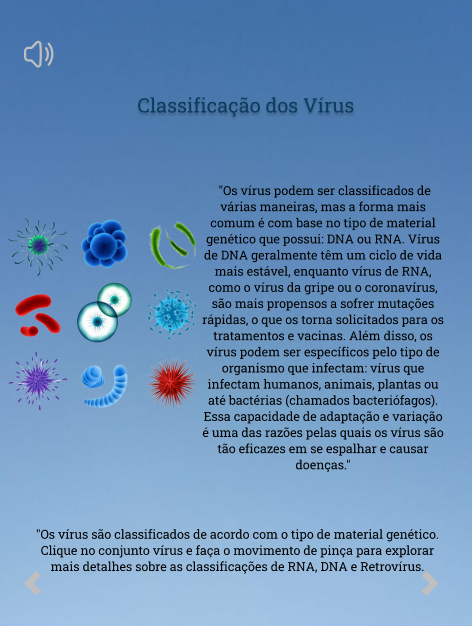 Classificação dos Vírus
"Os vírus podem ser classificados de
várias maneiras, mas a forma mais
comum é com base no tipo de material
genético que possui: DNA ou RNA. Vírus
de DNA geralmente têm um ciclo de vida
mais estável, enquanto vírus de RNA,
como o vírus da gripe ou o coronavírus,
são mais propensos a sofrer mutações
rápidas, o que os torna solicitados para os
tratamentos e vacinas. Além disso, os
vírus podem ser específicos pelo tipo de
organismo que infectam: vírus que
infectam humanos, animais, plantas ou
até bactérias (chamados bacteriófagos).
Essa capacidade de adaptação e variação
é uma das razões pelas quais os vírus são
tão eficazes em se espalhar e causar
doenças."
"Os vírus são classificados de acordo com o tipo de material genético.
Clique no conjunto vírus e faça o movimento de pinça para explorar
mais detalhes sobre as classificações de RNA, DNA e Retrovírus.